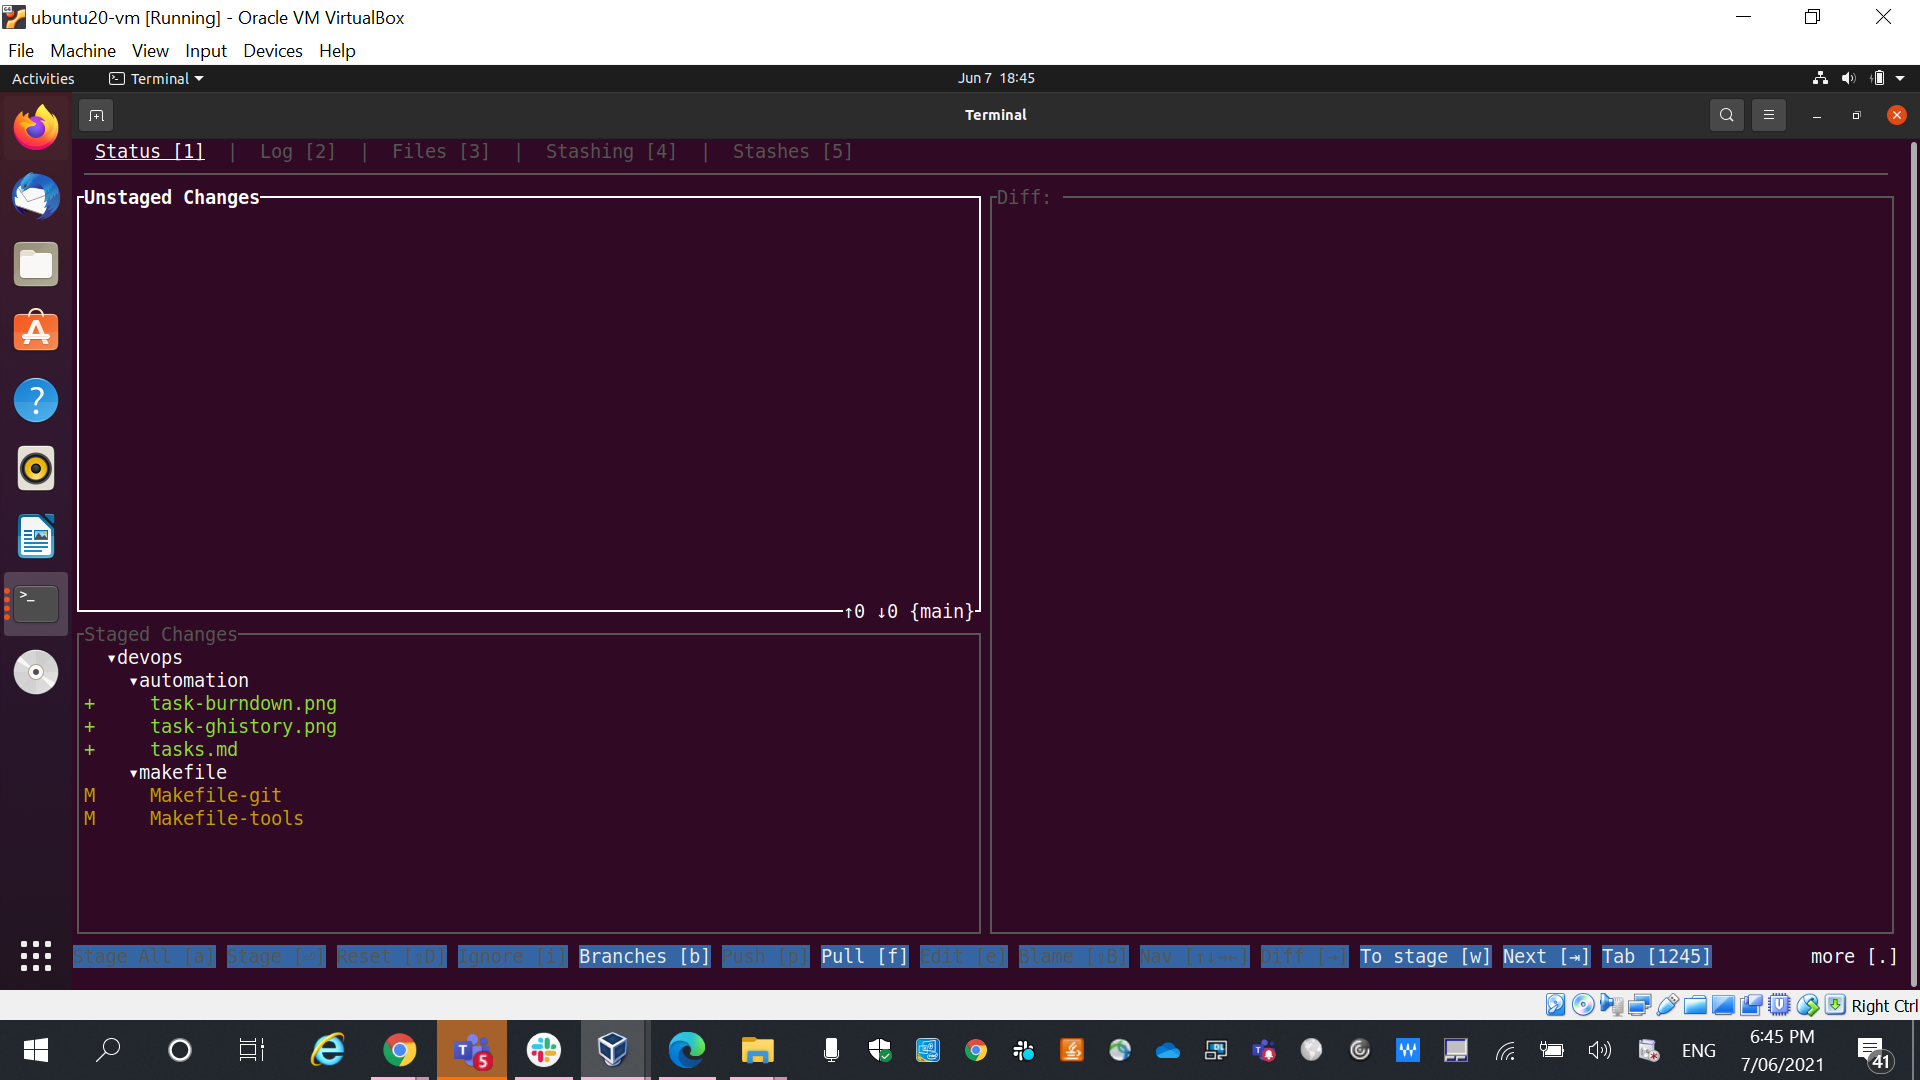 ubuntu20-vm [Running] - Oracle VM VirtualBox
File Machine View Input Devices Help
Activities Terminal Jun 7 18:45
Terminal
Status [1] | Log [2] | Files [3] | Stashing [4] | Stashes [5]
Unstaged Changes
Diff:
↑0 ↓0 {main}
Staged Changes
▾devops
▾automation
+ task-burndown.png
+ task-ghistory.png
+ tasks.md
▾makefile
M Makefile-git
M Makefile-tools
Stage All [a] Stage [⏎] Reset [⇧D] Ignore [i] Branches [b] Push [p] Pull [f] Edit [e] Blame [⇧B] Nav [↑↓→←] Diff [→] To stage [w] Next [⇥] Tab [1245] more [.]
Right Ctrl
5
ENG
6:45 PM
7/06/2021
41